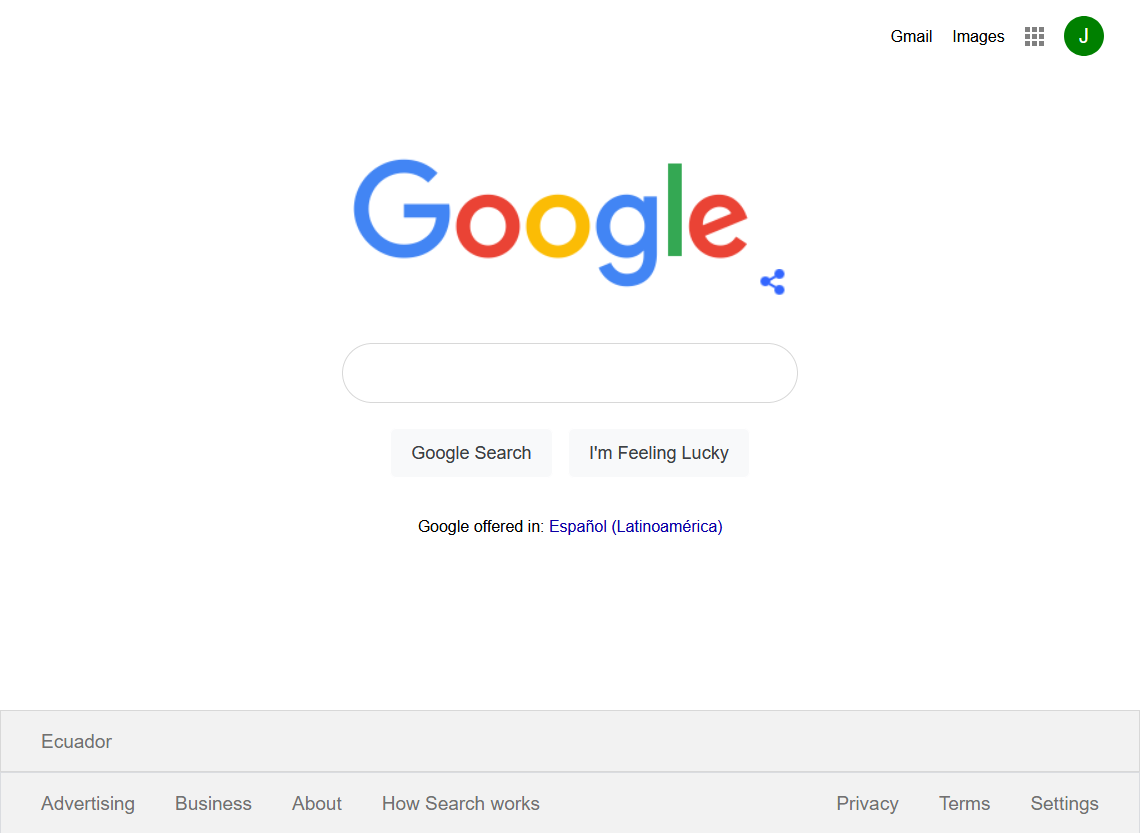 Gmail Images J
Google
Google Search I'm Feeling Lucky
Google offered in: Español (Latinoamérica)
Ecuador
Advertising Business About How Search works Privacy Terms Settings